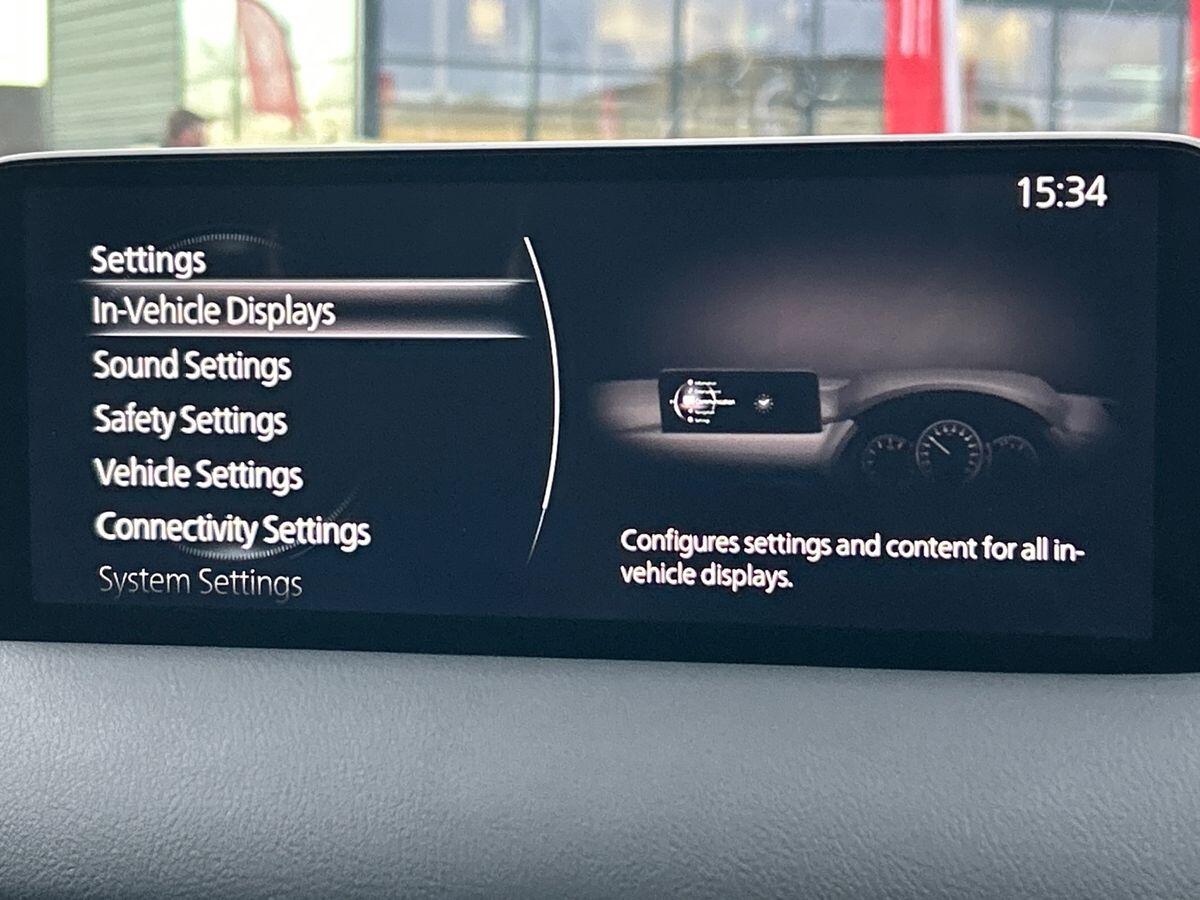 15:34
Settings
In-Vehicle Displays
Sound Settings
Safety Settings
Vehicle Settings
Connectivity Settings
System Settings
Configures settings and content for all in-
vehicle displays.